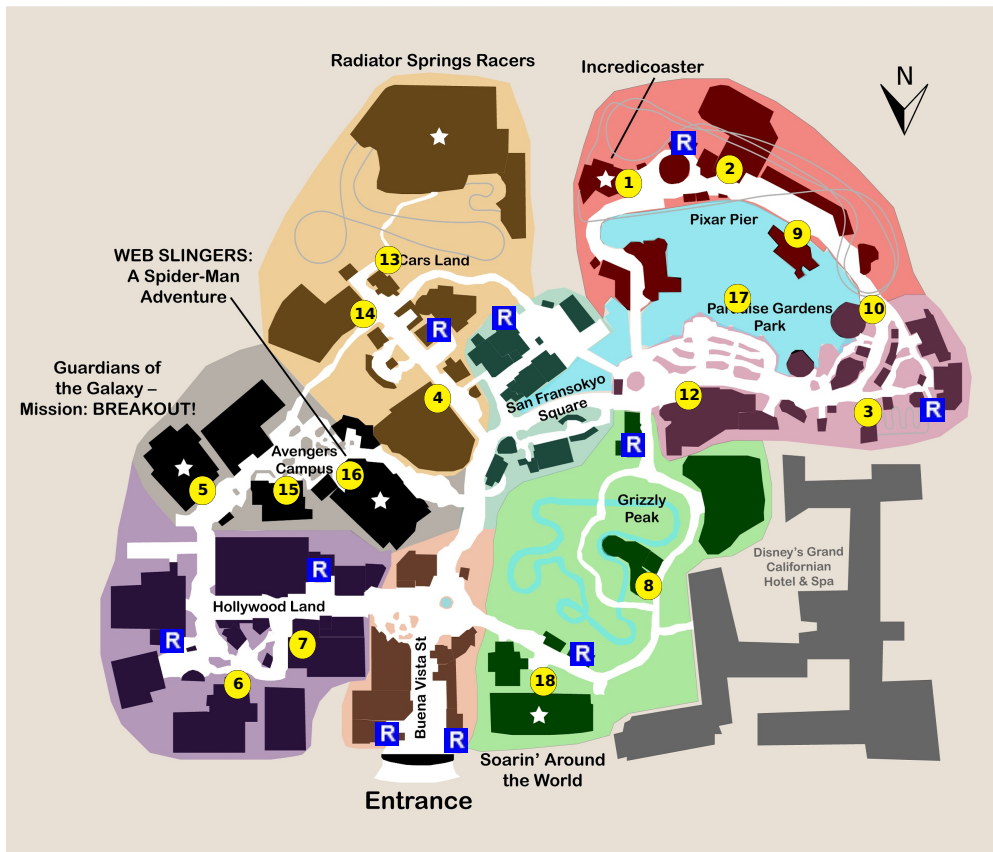 Radiator Springs Racers
Incredicoaster
N
R
2
1
Pixar Pier
9
WEB SLINGERS:
A Spider-Man
Adventure
13
Cars Land
17
Paradise Gardens
Park
10
14
R
R
Guardians of
the Galaxy –
Mission: BREAKOUT!
4
San Fransokyo
Square
12
3
R
R
Avengers
Campus
16
5
15
Grizzly
Peak
Disney's Grand
Californian
Hotel & Spa
R
8
Hollywood Land
R
7
Buena Vista St
R
6
18
R
R
Soarin' Around
the World
Entrance